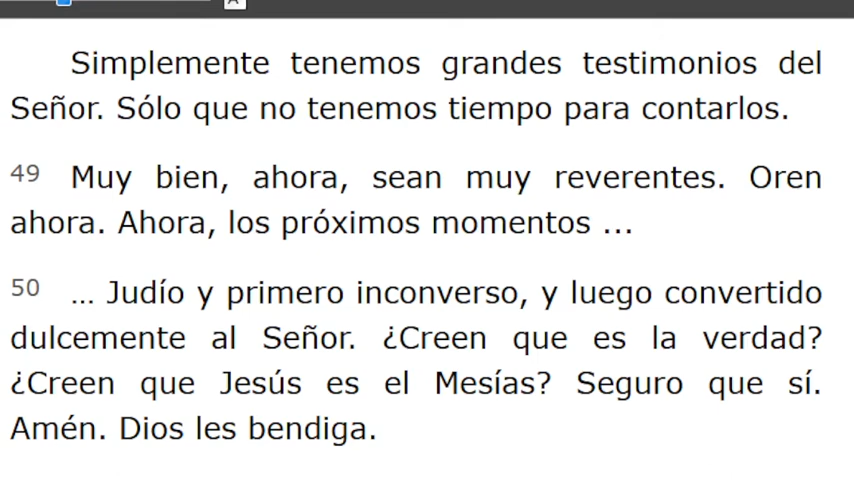 Simplemente tenemos grandes testimonios del
Señor. Sólo que no tenemos tiempo para contarlos.
49 Muy bien, ahora, sean muy reverentes. Oren
ahora. Ahora, los próximos momentos ...
50 ... Judío y primero inconverso, y luego convertido
dulcemente al Señor. ¿Creen que es la verdad?
¿Creen que Jesús es el Mesías? Seguro que sí.
Amén. Dios les bendiga.